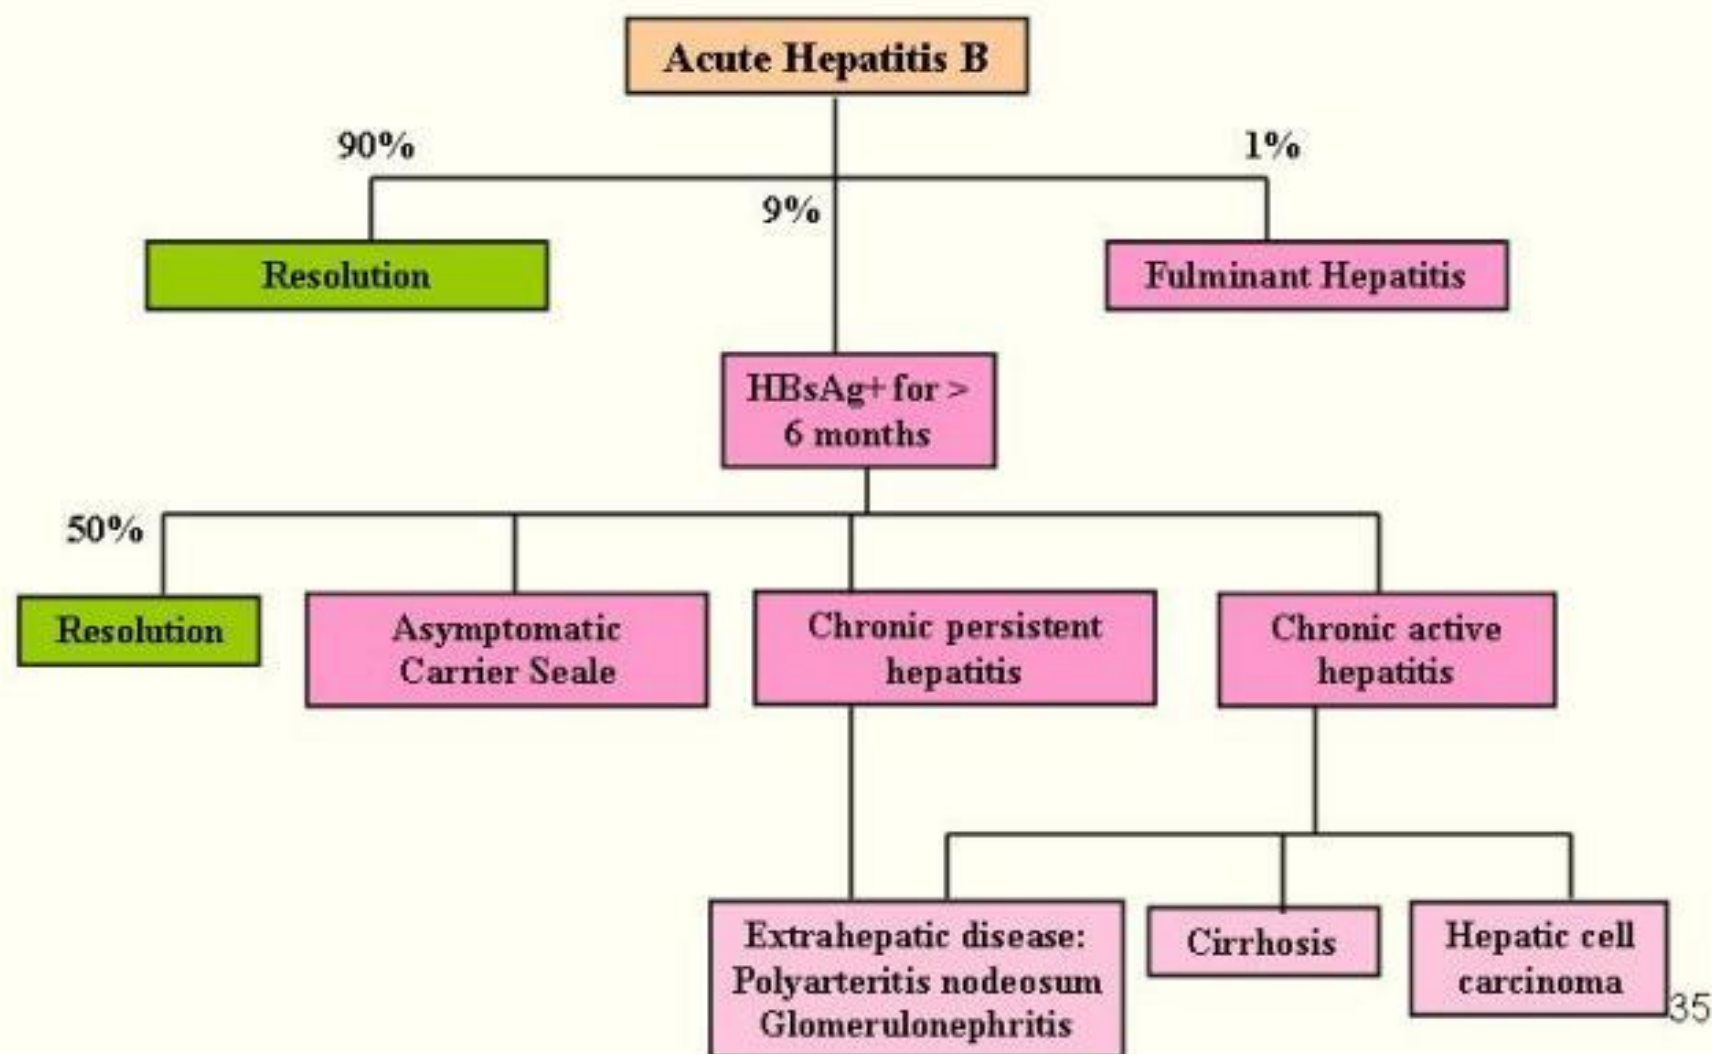 Acute Hepatitis B
90%
1%
9%
Resolution
Fulminant Hepatitis
HBsAg+ for >
6 months
50%
Resolution
Asymptomatic
Carrier Seale
Chronic persistent
hepatitis
Chronic active
hepatitis
Extrahepatic disease:
Polyarteritis nodeosum
Glomerulonephritis
Cirrhosis
Hepatic cell
carcinoma
35